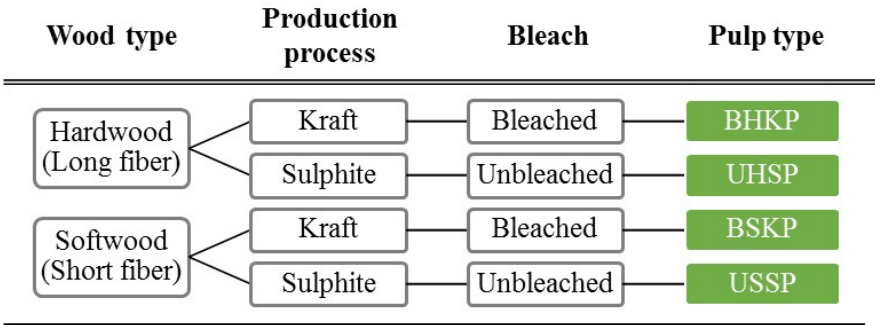 Wood type
Production
process
Bleach
Pulp type
Hardwood
(Long fiber)
Kraft
Bleached
BHKP
Sulphite
Unbleached
UHSP
Softwood
(Short fiber)
Kraft
Bleached
BSKP
Sulphite
Unbleached
USSP